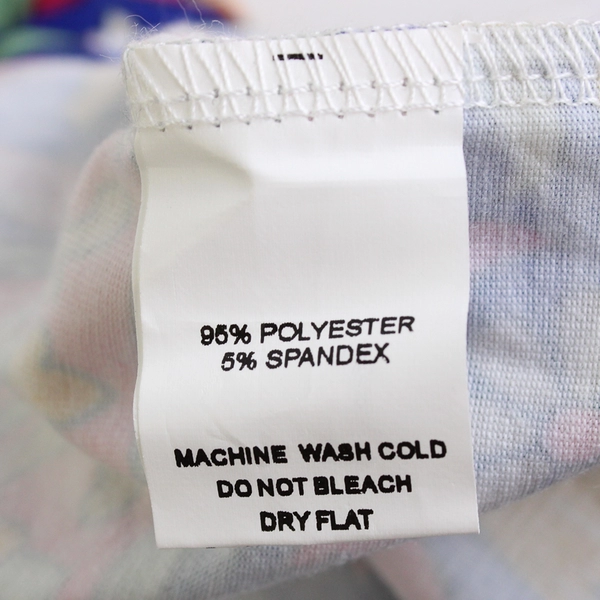 95% POLYESTER
5% SPANDEX
MACHINE WASH COLD
DO NOT BLEACH
DRY FLAT